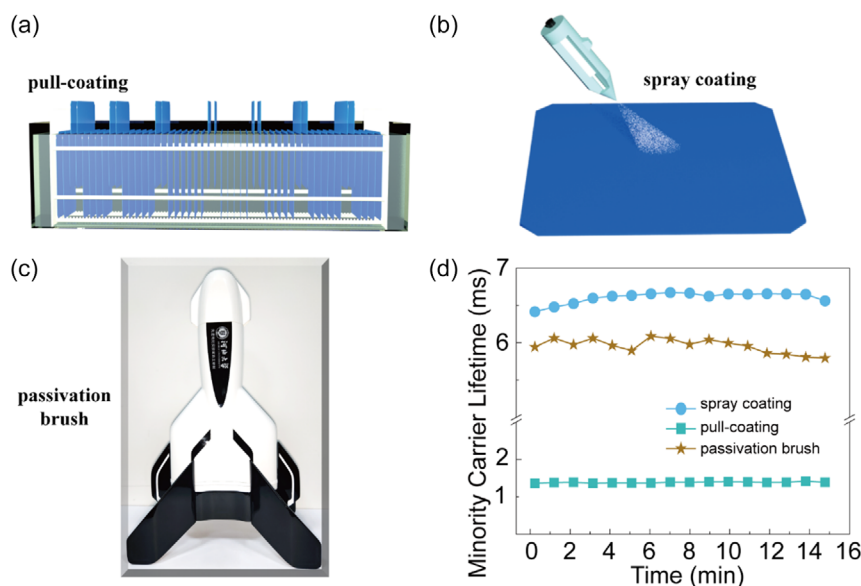 (a)
pull-coating
(b)
spray coating
(c)
passivation
brush
(d)
Minority Carrier Lifetime (ms)
7
6
2
1
spray coating
pull-coating
passivation brush
0 2 4 6 8 10 12 14 16
Time (min)